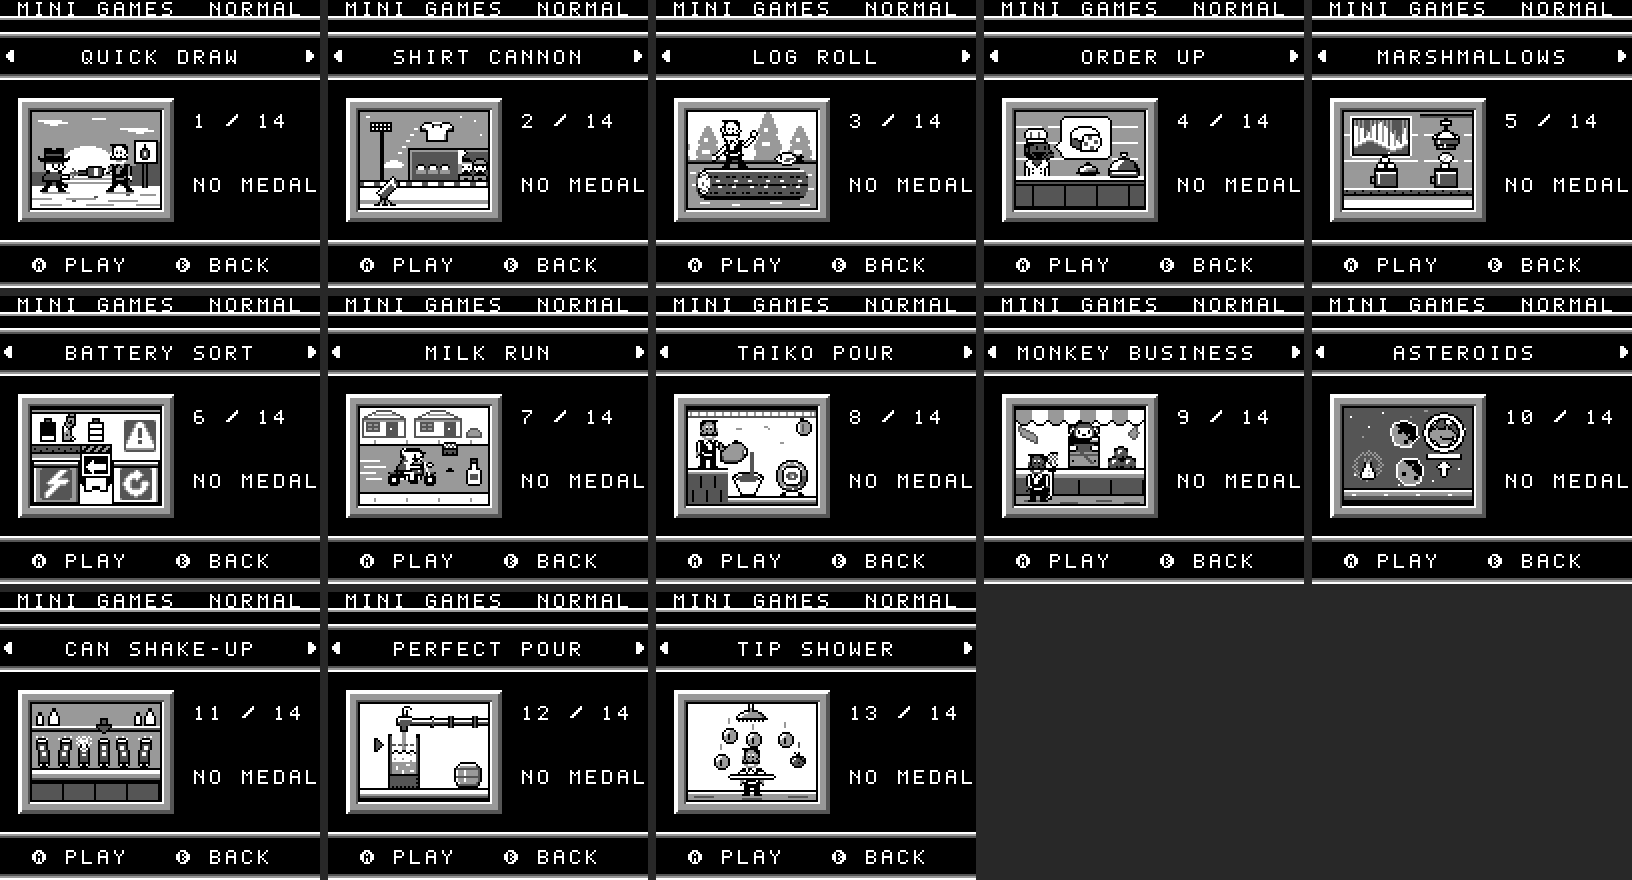 MINI GAMES NORMAL
QUICK DRAW
1 / 14
NO MEDAL
A PLAY B BACK
MINI GAMES NORMAL
SHIRT CANNON
2 / 14
NO MEDAL
A PLAY B BACK
MINI GAMES NORMAL
LOG ROLL
3 / 14
NO MEDAL
A PLAY B BACK
MINI GAMES NORMAL
ORDER UP
4 / 14
NO MEDAL
A PLAY B BACK
MINI GAMES NORMAL
MARSHMALLOWS
5 / 14
NO MEDAL
A PLAY B BACK
MINI GAMES NORMAL
BATTERY SORT
6 / 14
NO MEDAL
A PLAY B BACK
MINI GAMES NORMAL
MILK RUN
7 / 14
NO MEDAL
A PLAY B BACK
MINI GAMES NORMAL
TAIKO POUR
8 / 14
NO MEDAL
A PLAY B BACK
MINI GAMES NORMAL
MONKEY BUSINESS
9 / 14
NO MEDAL
A PLAY B BACK
MINI GAMES NORMAL
ASTEROIDS
10 / 14
NO MEDAL
A PLAY B BACK
MINI GAMES NORMAL
CAN SHAKE-UP
11 / 14
NO MEDAL
A PLAY B BACK
MINI GAMES NORMAL
PERFECT POUR
12 / 14
NO MEDAL
A PLAY B BACK
MINI GAMES NORMAL
TIP SHOWER
13 / 14
NO MEDAL
A PLAY B BACK